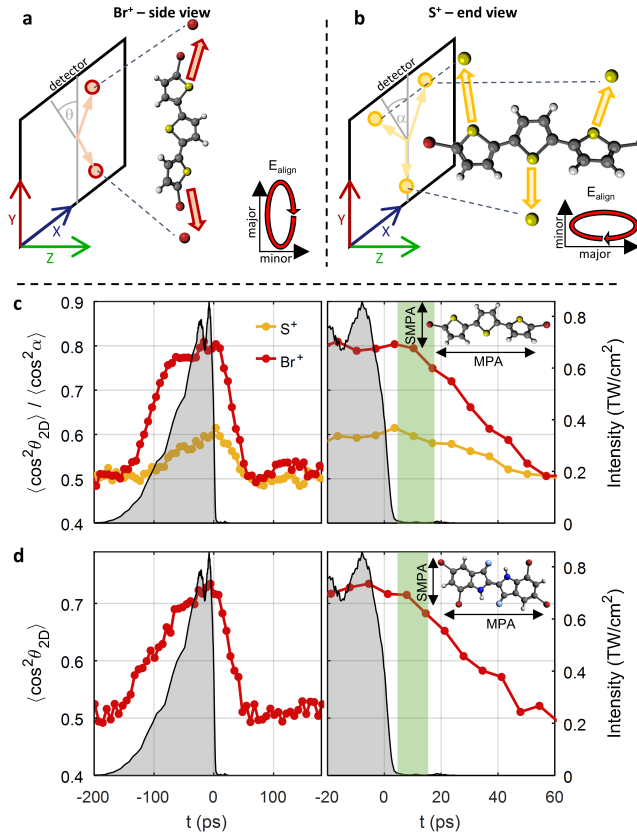 a
Br⁺ – side view
detector
θ
Y
X
Z
E_align
major
minor
b
S⁺ – end view
detector
α
Y
X
Z
E_align
minor
major
c
⟨cos²θ_2D⟩ / ⟨cos²α⟩
0.9
0.8
0.7
0.6
0.5
0.4
S⁺
Br⁺
SMPA
MPA
0.8
0.6
0.4
0.2
0
Intensity (TW/cm²)
d
⟨cos²θ_2D⟩
0.7
0.6
0.5
0.4
SMPA
MPA
0.8
0.6
0.4
0.2
0
Intensity (TW/cm²)
-200 -100 0 100
-20 0 20 40 60
t (ps)
t (ps)